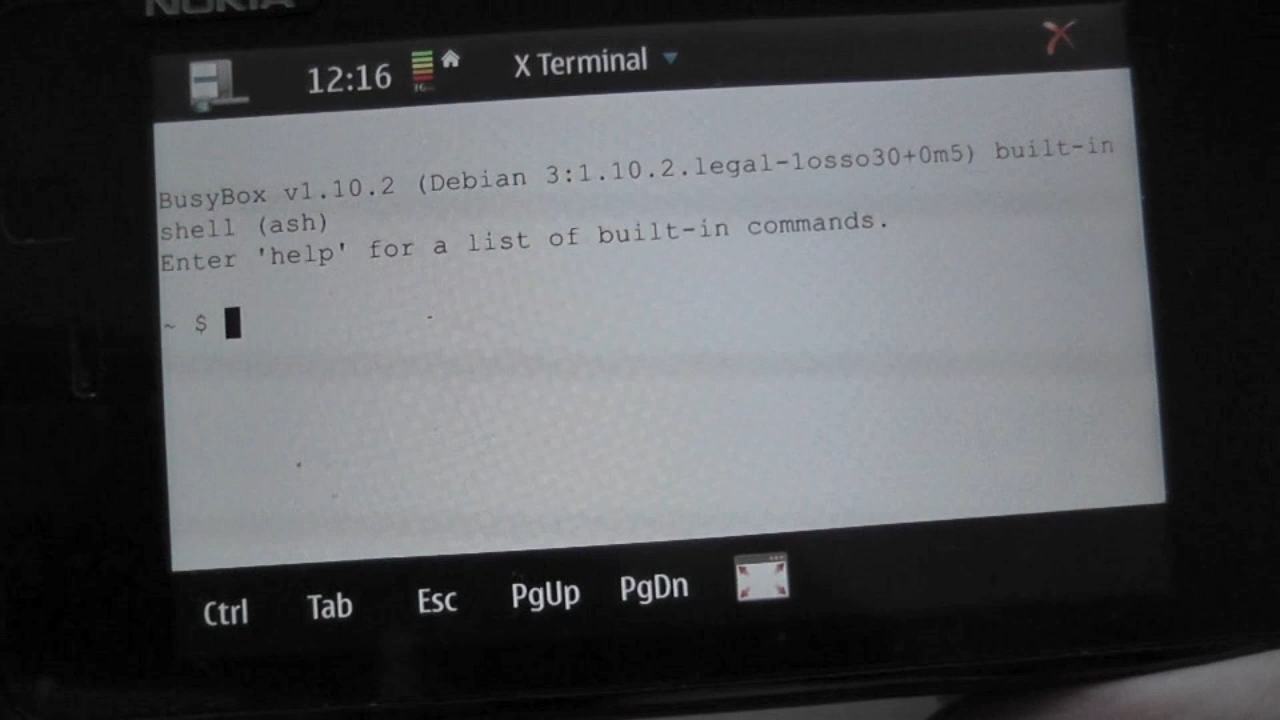 NOKIA
12:16 X Terminal
BusyBox v1.10.2 (Debian 3:1.10.2.legal-1osso30+0m5) built-in
shell (ash)
Enter 'help' for a list of built-in commands.
~ $
Ctrl Tab Esc PgUp PgDn